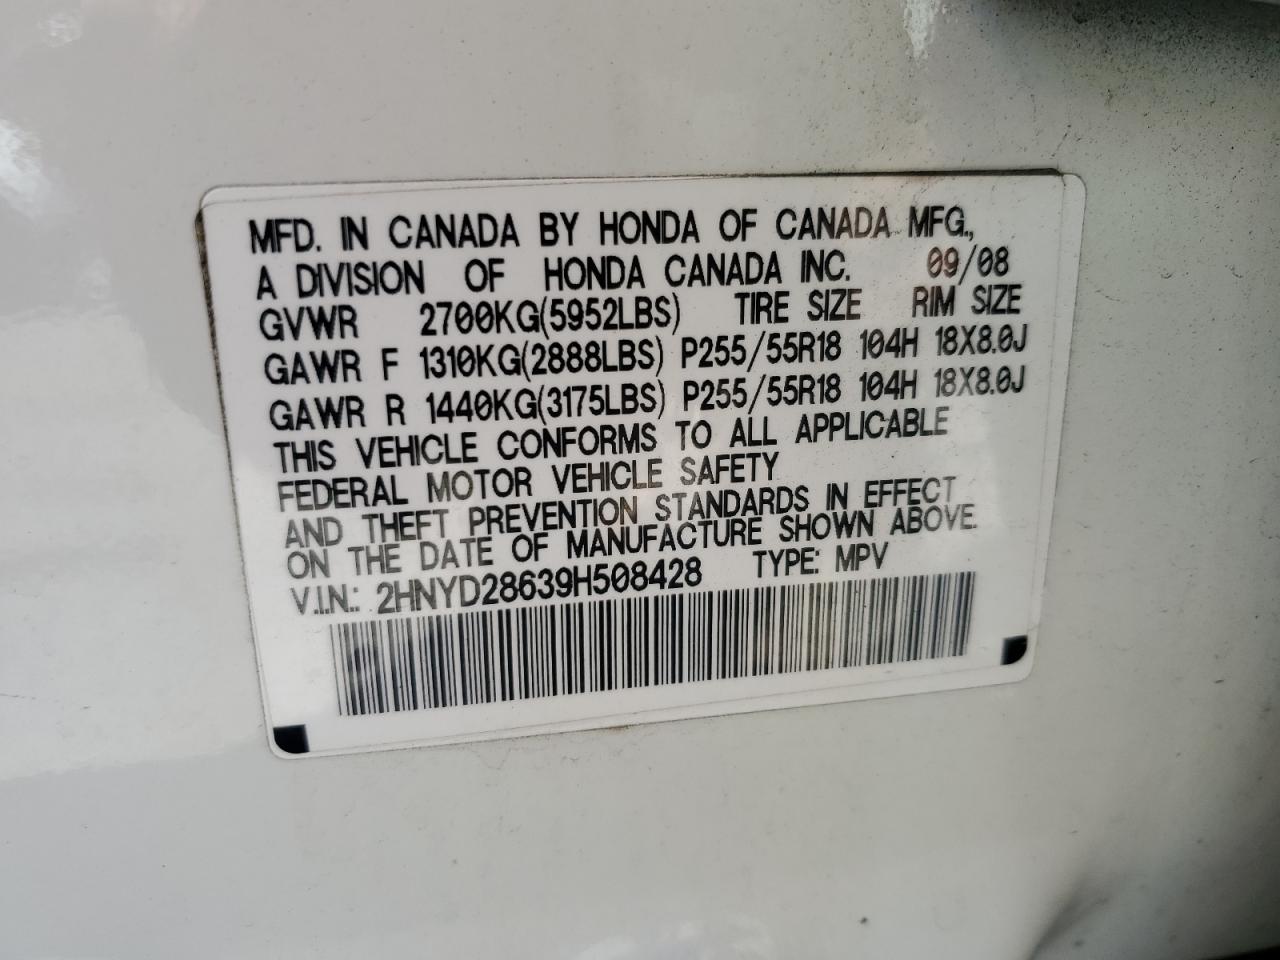 MFD. IN CANADA BY HONDA OF CANADA MFG.,
A DIVISION OF HONDA CANADA INC. 09/08
GVWR 2700KG(5952LBS) TIRE SIZE RIM SIZE
GAWR F 1310KG(2888LBS) P255/55R18 104H 18X8.0J
GAWR R 1440KG(3175LBS) P255/55R18 104H 18X8.0J
THIS VEHICLE CONFORMS TO ALL APPLICABLE
FEDERAL MOTOR VEHICLE SAFETY
AND THEFT PREVENTION STANDARDS IN EFFECT
ON THE DATE OF MANUFACTURE SHOWN ABOVE.
V.I.N.: 2HNYD28639H508428 TYPE: MPV